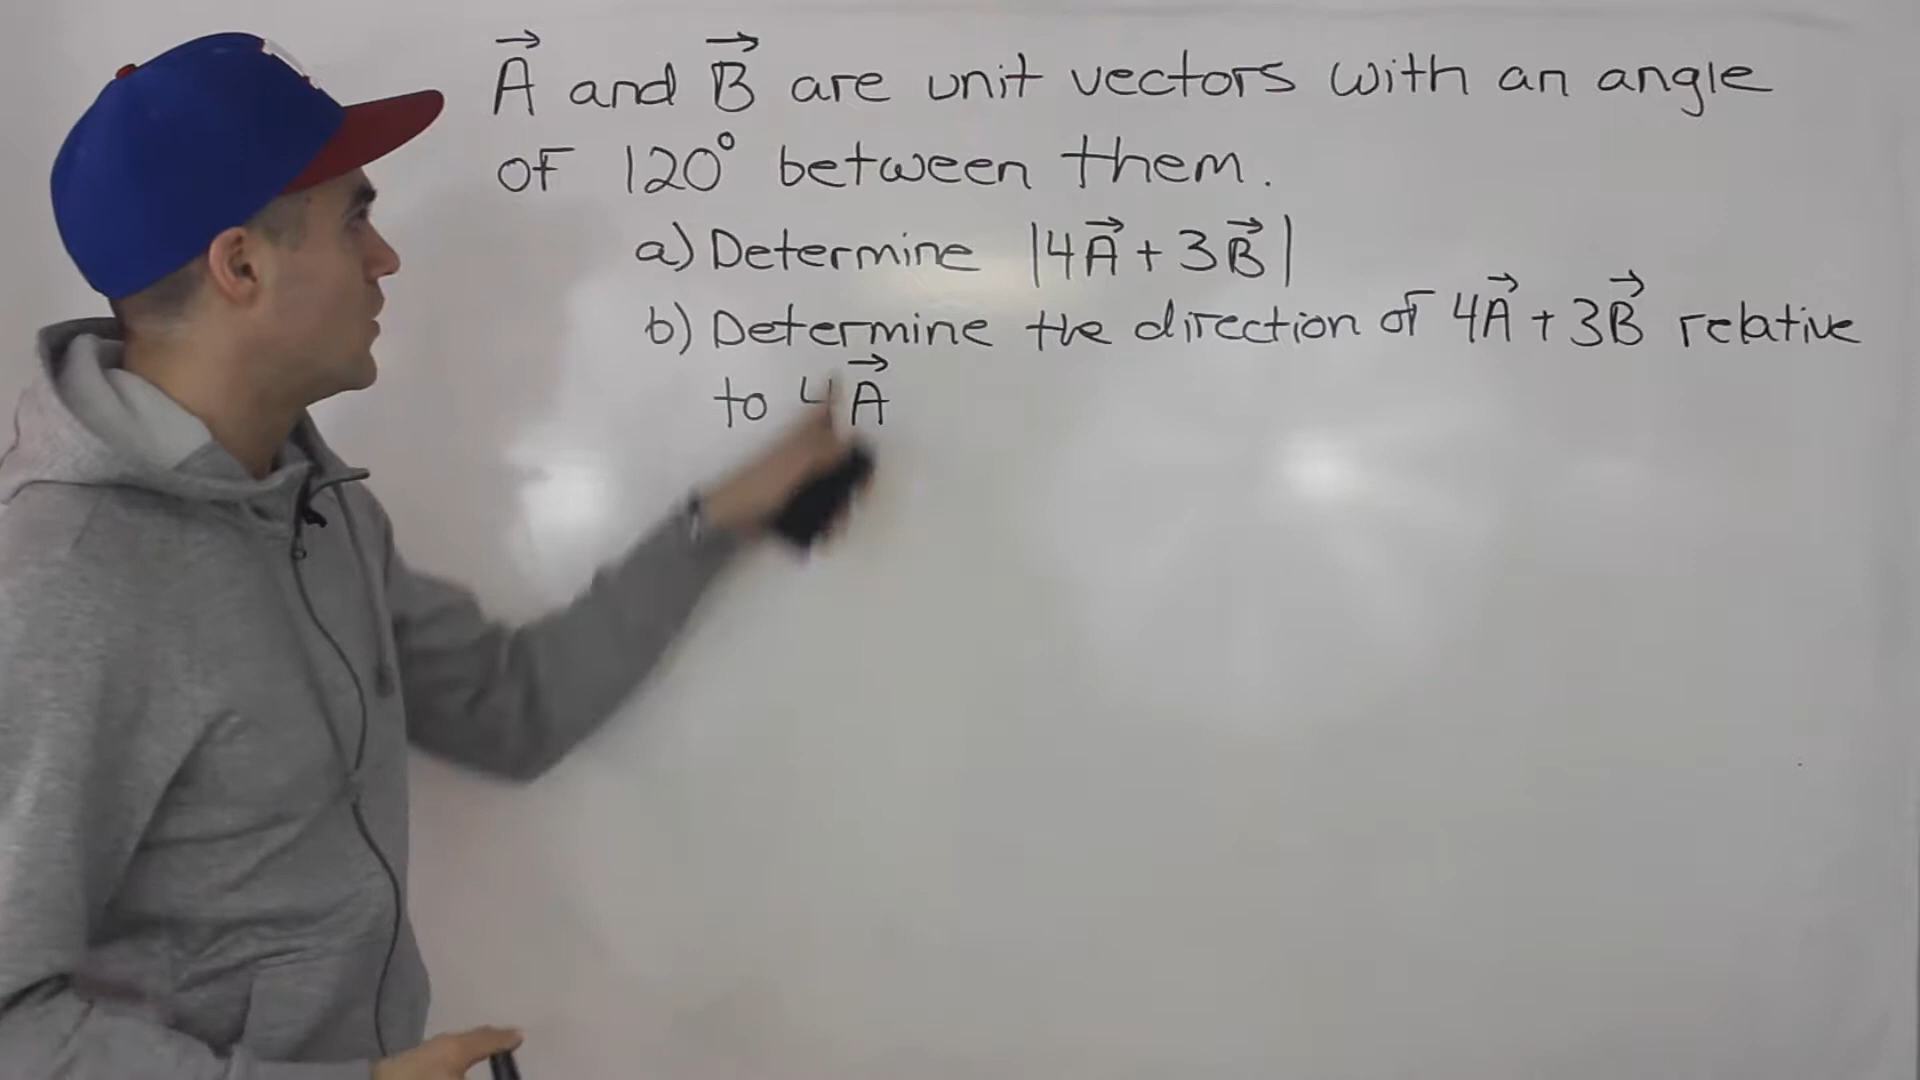 A⃗ and B⃗ are unit vectors with an angle
of 120° between them.
a) Determine |4A⃗ + 3B⃗|
b) Determine the direction of 4A⃗ + 3B⃗ relative
to 4A⃗